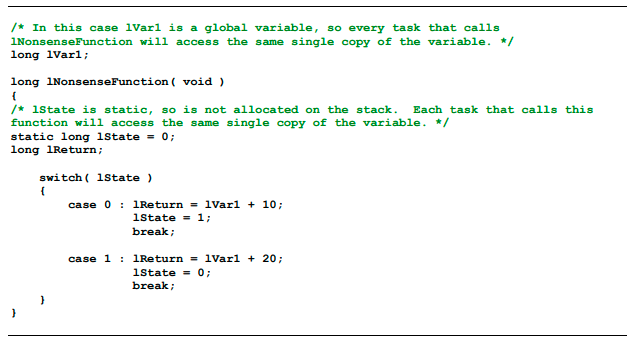 /* In this case lVar1 is a global variable, so every task that calls
lNonsenseFunction will access the same single copy of the variable. */
long lVar1;
long lNonsenseFunction( void )
{
/* lState is static, so is not allocated on the stack.  Each task that calls this
function will access the same single copy of the variable. */
static long lState = 0;
long lReturn;
    switch( lState )
    {
        case 0 : lReturn = lVar1 + 10;
                 lState = 1;
                 break;
        case 1 : lReturn = lVar1 + 20;
                 lState = 0;
                 break;
    }
}